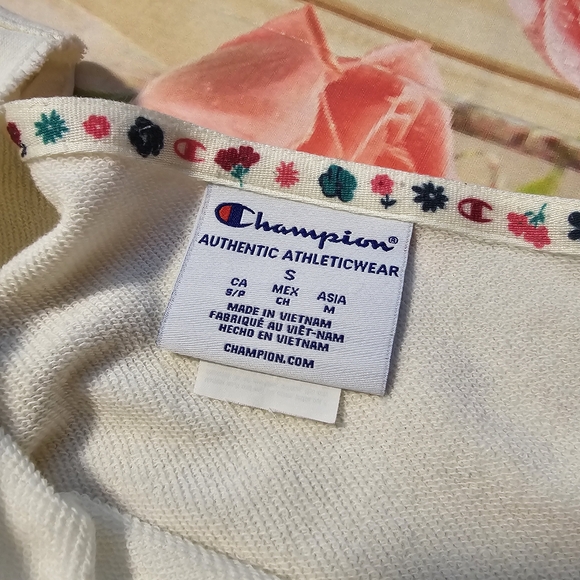 Champion®
AUTHENTIC ATHLETICWEAR
S
CA MEX ASIA
S/P CH M
MADE IN VIETNAM
FABRIQUÉ AU VIÊT-NAM
HECHO EN VIETNAM
CHAMPION.COM